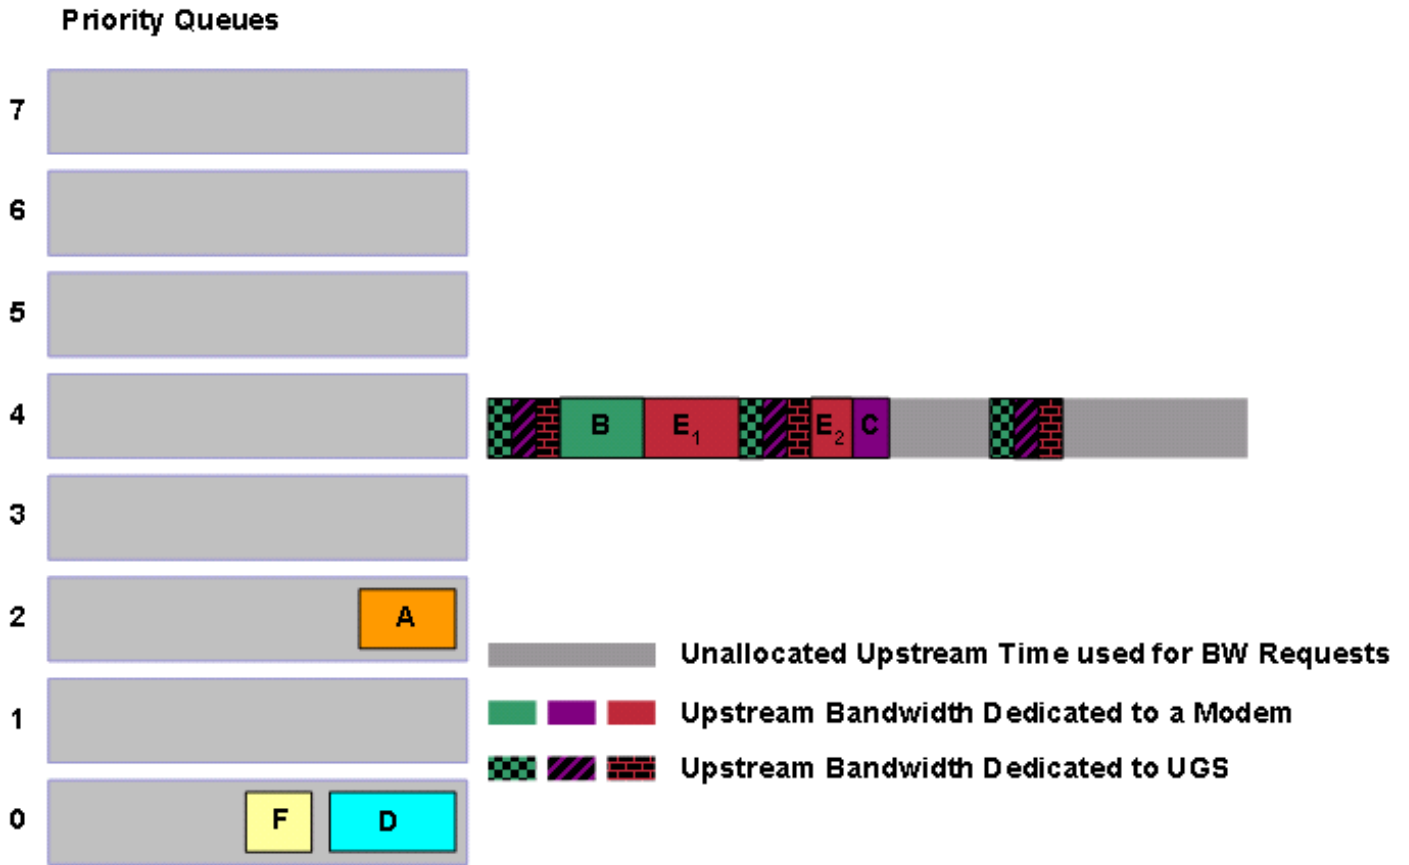 Priority Queues
7
6
5
4
B E₁ E₂ C
3
2
A
Unallocated Upstream Time used for BW Requests
1
Upstream Bandwidth Dedicated to a Modem
Upstream Bandwidth Dedicated to UGS
0
F D